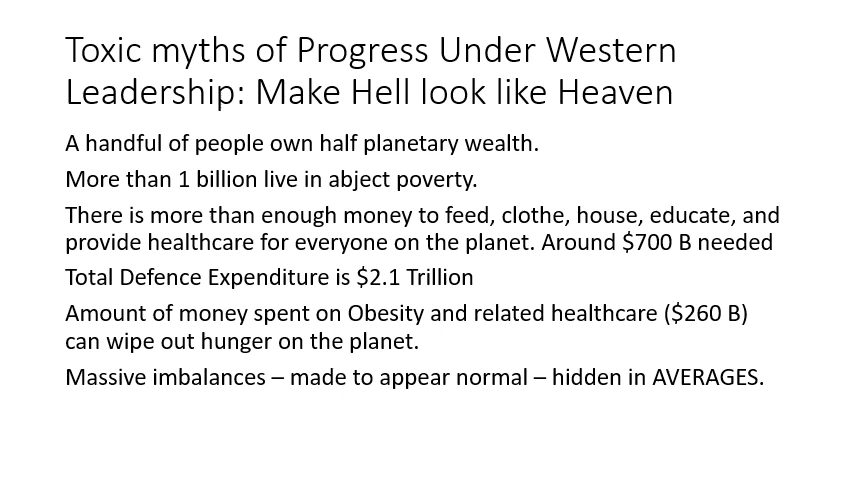 Toxic myths of Progress Under Western
Leadership: Make Hell look like Heaven
A handful of people own half planetary wealth.
More than 1 billion live in abject poverty.
There is more than enough money to feed, clothe, house, educate, and
provide healthcare for everyone on the planet. Around $700 B needed
Total Defence Expenditure is $2.1 Trillion
Amount of money spent on Obesity and related healthcare ($260 B)
can wipe out hunger on the planet.
Massive imbalances – made to appear normal – hidden in AVERAGES.